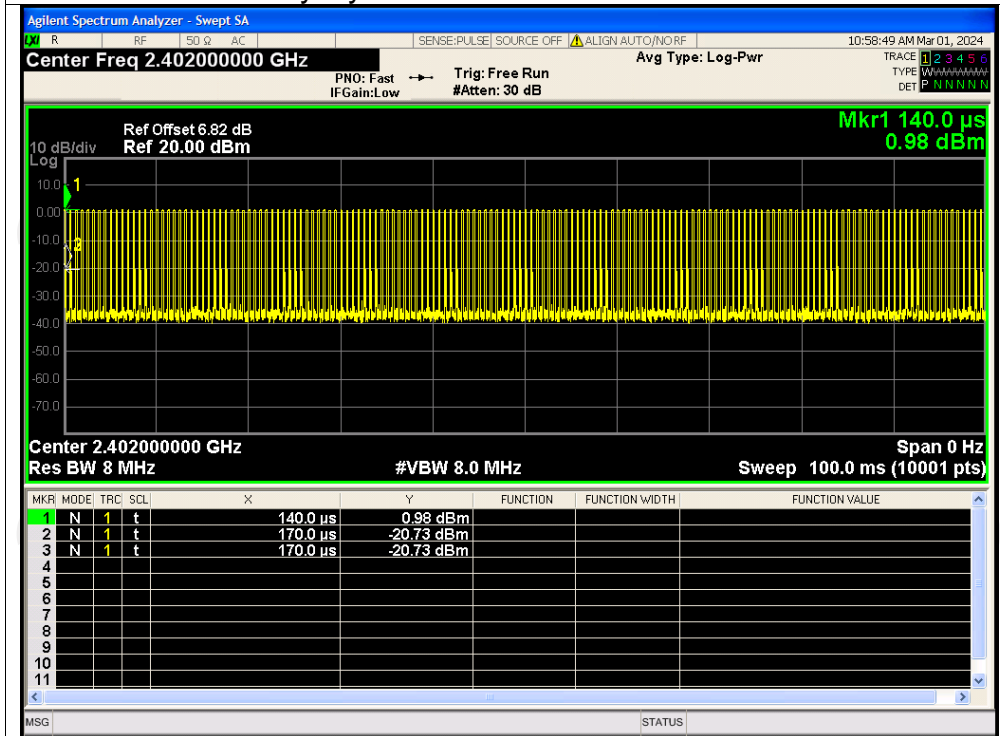 Agilent Spectrum Analyzer - Swept SA
LXI R RF 50 Ω AC SENSE:PULSE SOURCE OFF ALIGN AUTO/NO RF 10:58:49 AM Mar 01, 2024
Center Freq 2.402000000 GHz Avg Type: Log-Pwr TRACE 1 2 3 4 5 6
PNO: Fast Trig: Free Run TYPE W
IFGain:Low #Atten: 30 dB DET P N N N N N
Mkr1 140.0 µs
0.98 dBm
Ref Offset 6.82 dB
10 dB/div Ref 20.00 dBm
Log
10.0
0.00
-10.0
-20.0
-30.0
-40.0
-50.0
-60.0
-70.0
1
2
Center 2.402000000 GHz Span 0 Hz
Res BW 8 MHz #VBW 8.0 MHz Sweep 100.0 ms (10001 pts)
MKR MODE TRC SCL X Y FUNCTION FUNCTION WIDTH FUNCTION VALUE
1 N 1 t 140.0 µs 0.98 dBm
2 N 1 t 170.0 µs -20.73 dBm
3 N 1 t 170.0 µs -20.73 dBm
4
5
6
7
8
9
10
11
MSG STATUS